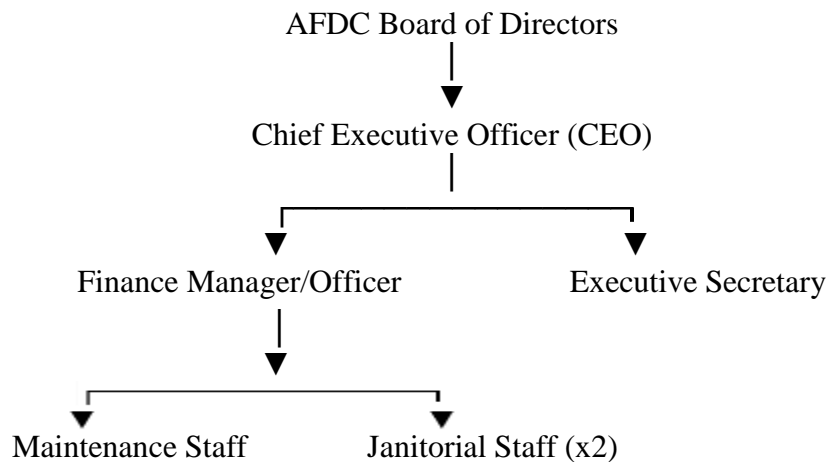 AFDC Board of Directors
Chief Executive Officer (CEO)
Finance Manager/Officer
Executive Secretary
Maintenance Staff
Janitorial Staff (x2)